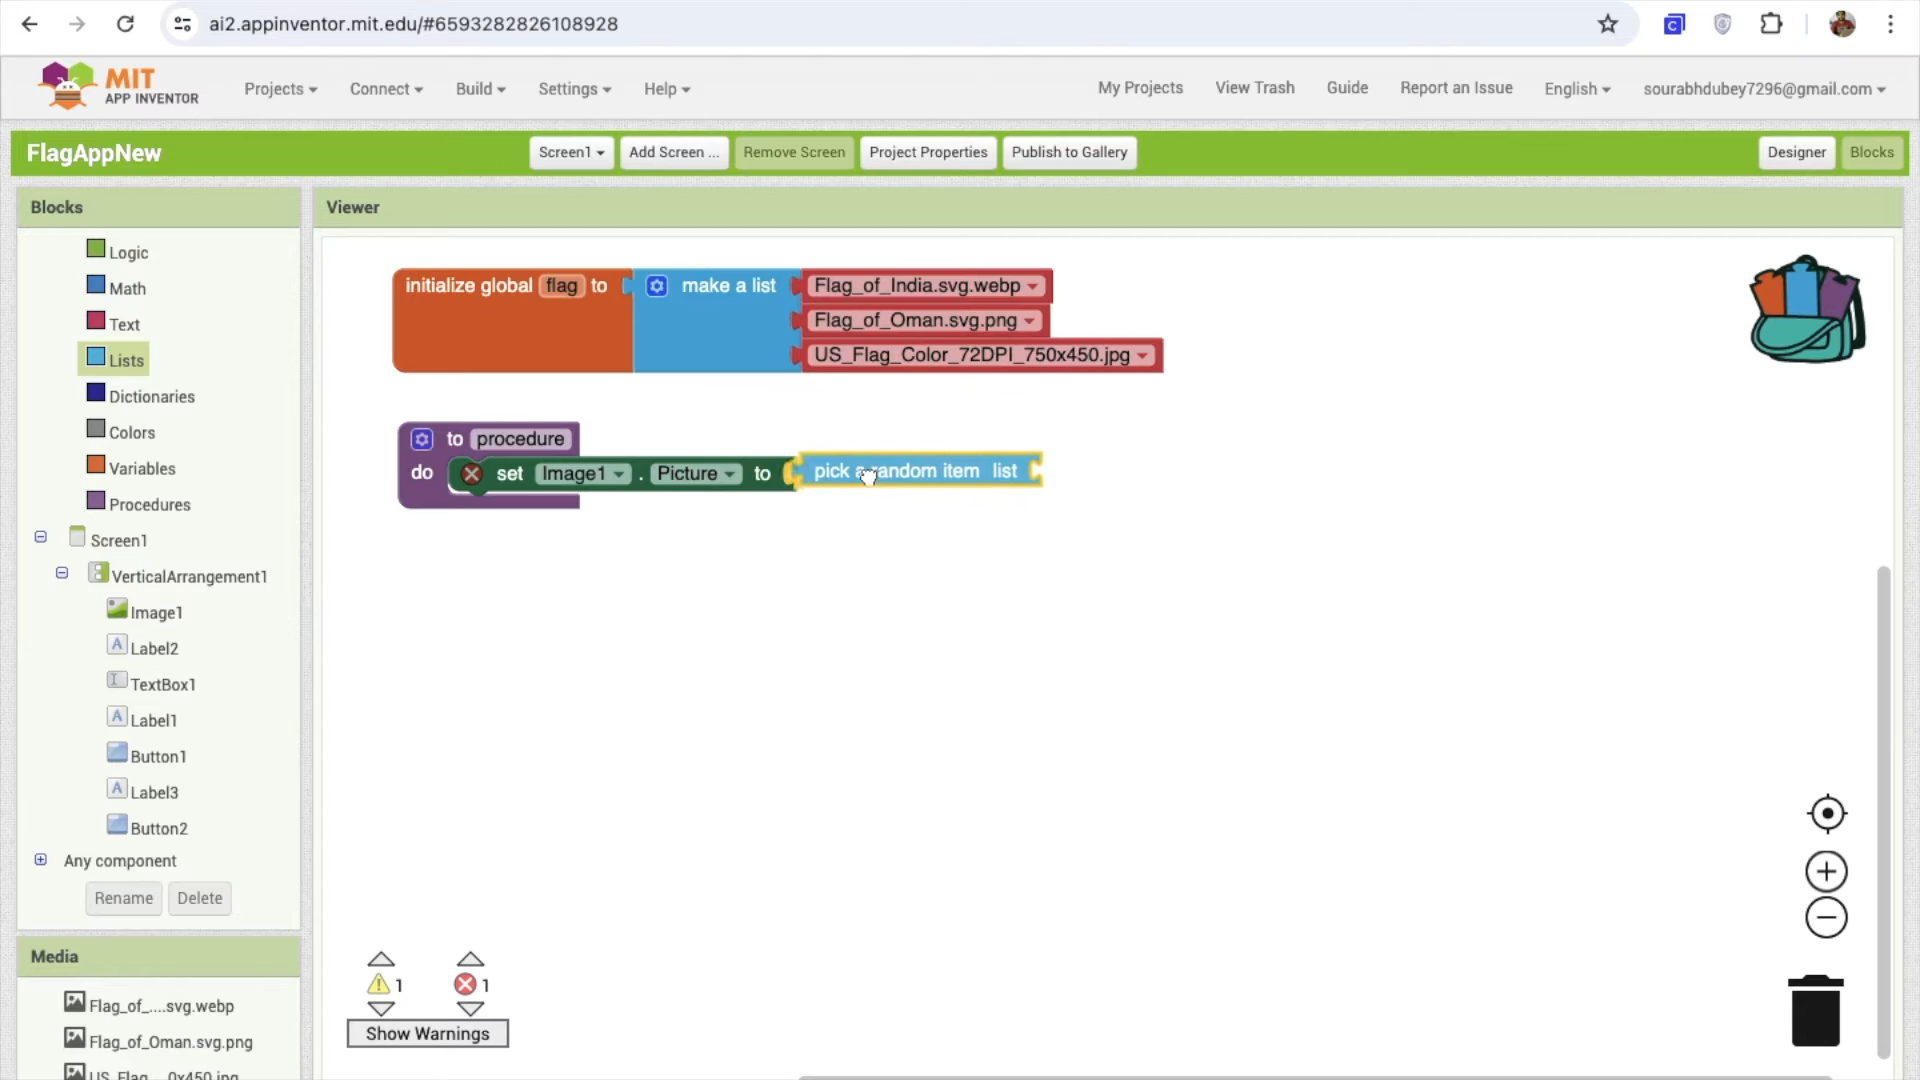 ai2.appinventor.mit.edu/#6593282826108928
MIT
APP INVENTOR
Projects
Connect
Build
Settings
Help
My Projects
View Trash
Guide
Report an Issue
English
sourabhdubey7296@gmail.com
FlagAppNew
Screen1
Add Screen ...
Remove Screen
Project Properties
Publish to Gallery
Designer
Blocks
Blocks
Logic
Math
Text
Lists
Dictionaries
Colors
Variables
Procedures
Screen1
VerticalArrangement1
Image1
Label2
TextBox1
Label1
Button1
Label3
Button2
Any component
Rename
Delete
Media
Flag_of_....svg.webp
Flag_of_Oman.svg.png
US_Flag_...0x450.jpg
Viewer
initialize global flag to make a list Flag_of_India.svg.webp
Flag_of_Oman.svg.png
US_Flag_Color_72DPI_750x450.jpg
to procedure
do set Image1 . Picture to pick a random item list
1
1
Show Warnings